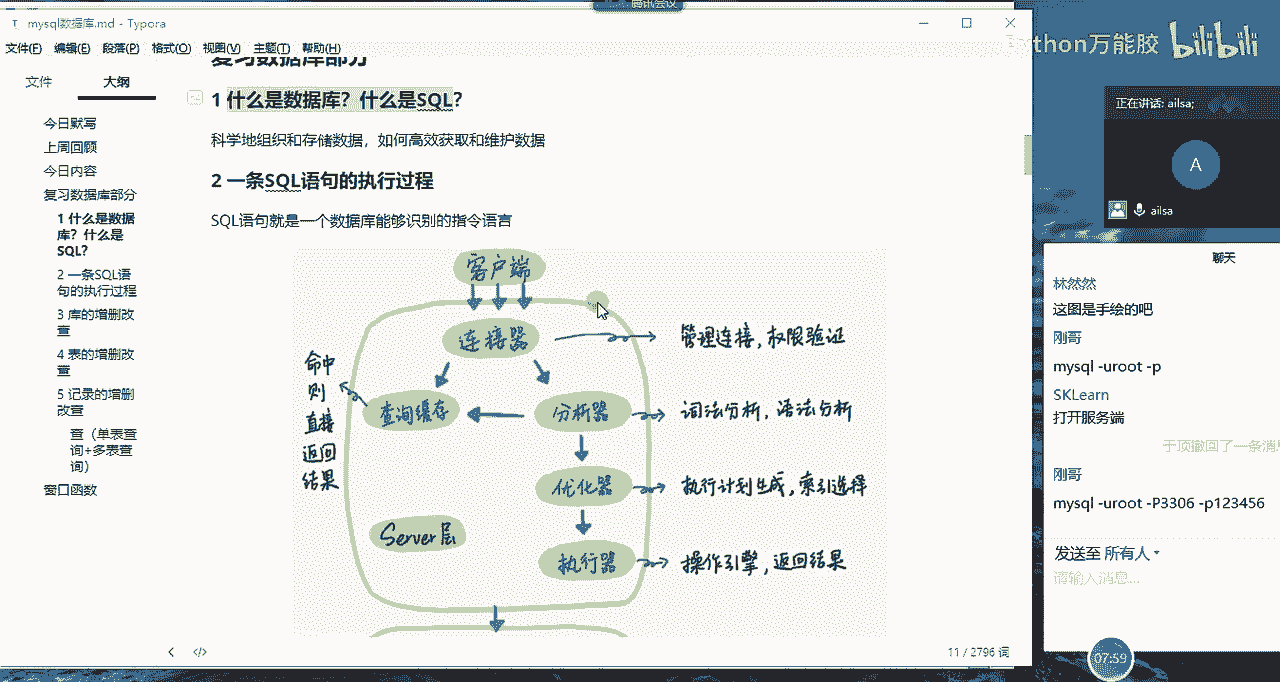 腾讯会议
mysql数据库.md - Typora
文件(F) 编辑(E) 段落(P) 格式(O) 视图(V) 主题(T) 帮助(H)
文件 大纲
今日默写
上周回顾
今日内容
复习数据库部分
1 什么是数据
库？什么是
SQL？
2 一条SQL语
句的执行过程
3 库的增删改
查
4 表的增删改
查
5 记录的增删
改查
查（单表查
询+多表查
询）
窗口函数
复习数据库部分
1 什么是数据库？什么是SQL？
科学地组织和存储数据，如何高效获取和维护数据
2 一条SQL语句的执行过程
SQL语句就是一个数据库能够识别的指令语言
客户端
连接器
管理连接，权限验证
命中
则
直接
返回
结果
查询缓存
分析器
词法分析，语法分析
优化器
执行计划生成，索引选择
Server层
执行器
操作引擎，返回结果
11 / 2796 词
ython万能胶 bilibili
正在讲话: ailsa;
A
ailsa
聊天
林然然
这图是手绘的吧
刚哥
mysql -uroot -p
SKLearn
打开服务端
于顶撤回了一条消息
刚哥
mysql -uroot -P3306 -p123456
发送至 所有人
请输入消息...
07:59